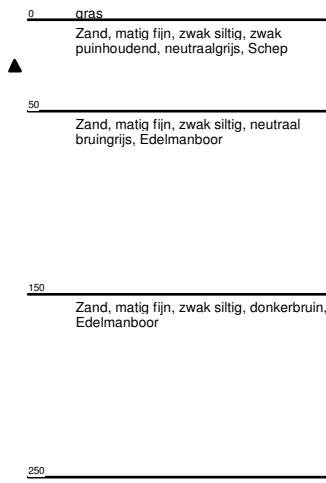 0 gras
Zand, matig fijn, zwak siltig, zwak
puinhoudend, neutraalgrijs, Schep
50
Zand, matig fijn, zwak siltig, neutraal
bruingrijs, Edelmanboor
150
Zand, matig fijn, zwak siltig, donkerbruin,
Edelmanboor
250